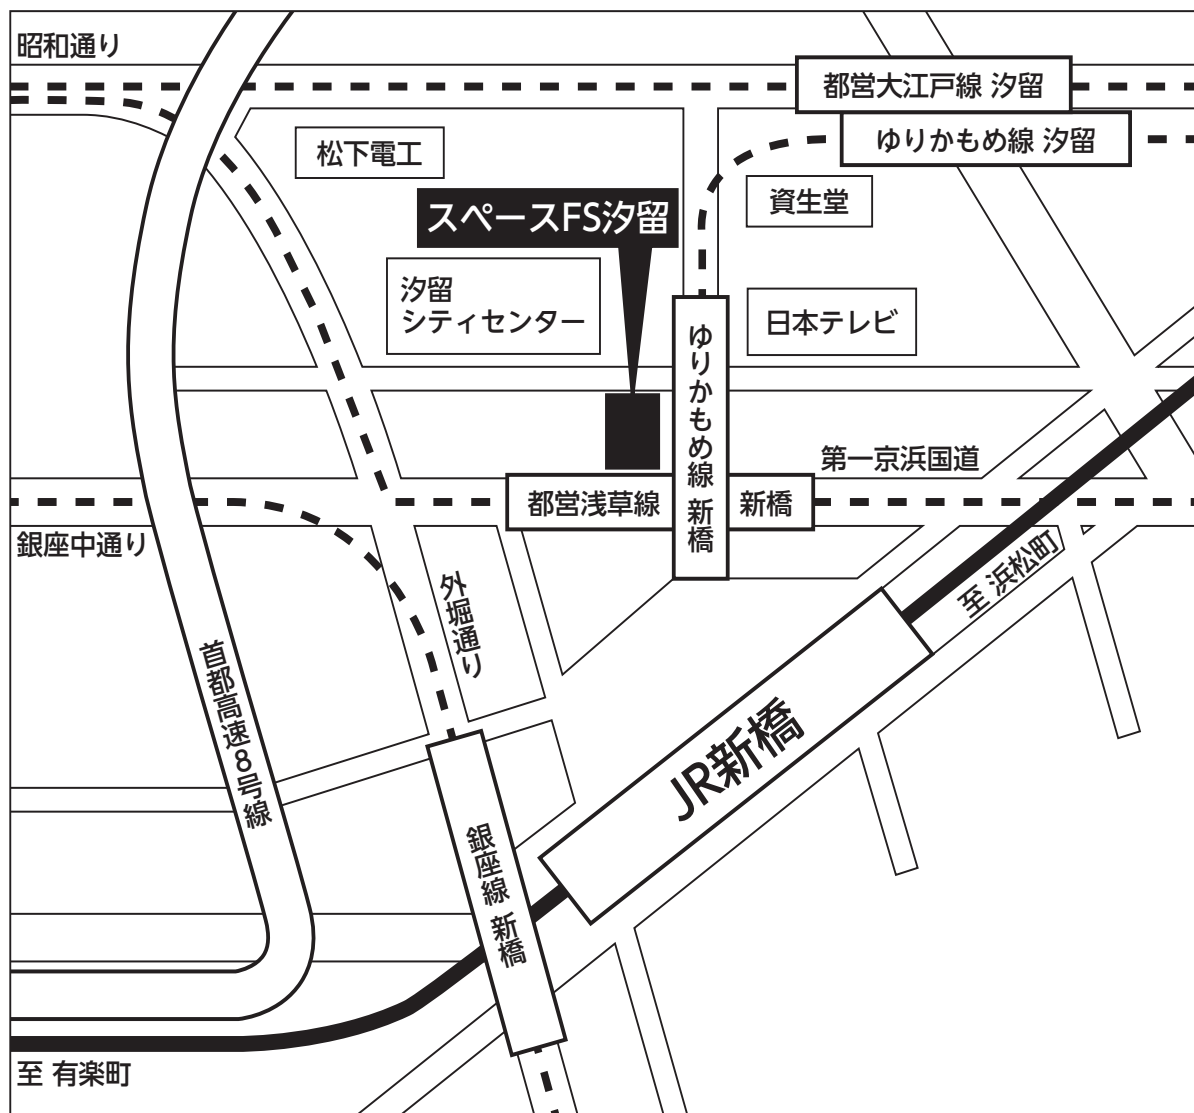 昭和通り
都営大江戸線 汐留
ゆりかもめ線 汐留
松下電工
資生堂
スペースFS汐留
汐留
シティセンター
日本テレビ
ゆりかもめ線 新橋
第一京浜国道
都営浅草線
新橋
銀座中通り
至 浜松町
外堀通り
首都高速8号線
JR新橋
銀座線 新橋
至 有楽町